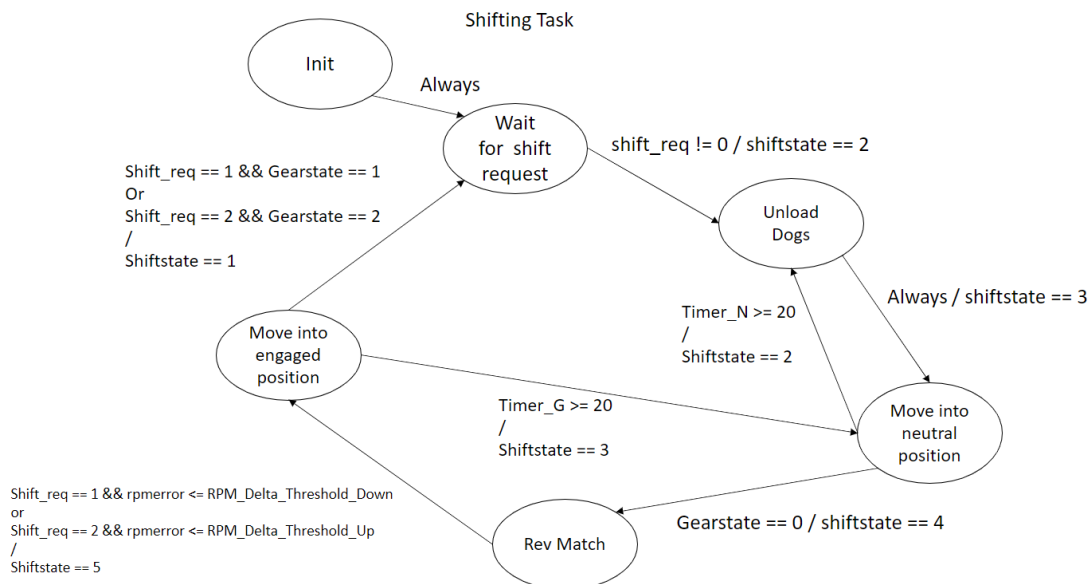 Shifting Task
Init
Always
Wait
for shift
request
shift_req != 0 / shiftstate == 2
Shift_req == 1 && Gearstate == 1
Or
Shift_req == 2 && Gearstate == 2
/
Shiftstate == 1
Unload
Dogs
Always / shiftstate == 3
Timer_N >= 20
/
Shiftstate == 2
Move into
engaged
position
Timer_G >= 20
/
Shiftstate == 3
Move into
neutral
position
Shift_req == 1 && rpmerror <= RPM_Delta_Threshold_Down
or
Shift_req == 2 && rpmerror <= RPM_Delta_Threshold_Up
/
Shiftstate == 5
Rev Match
Gearstate == 0 / shiftstate == 4